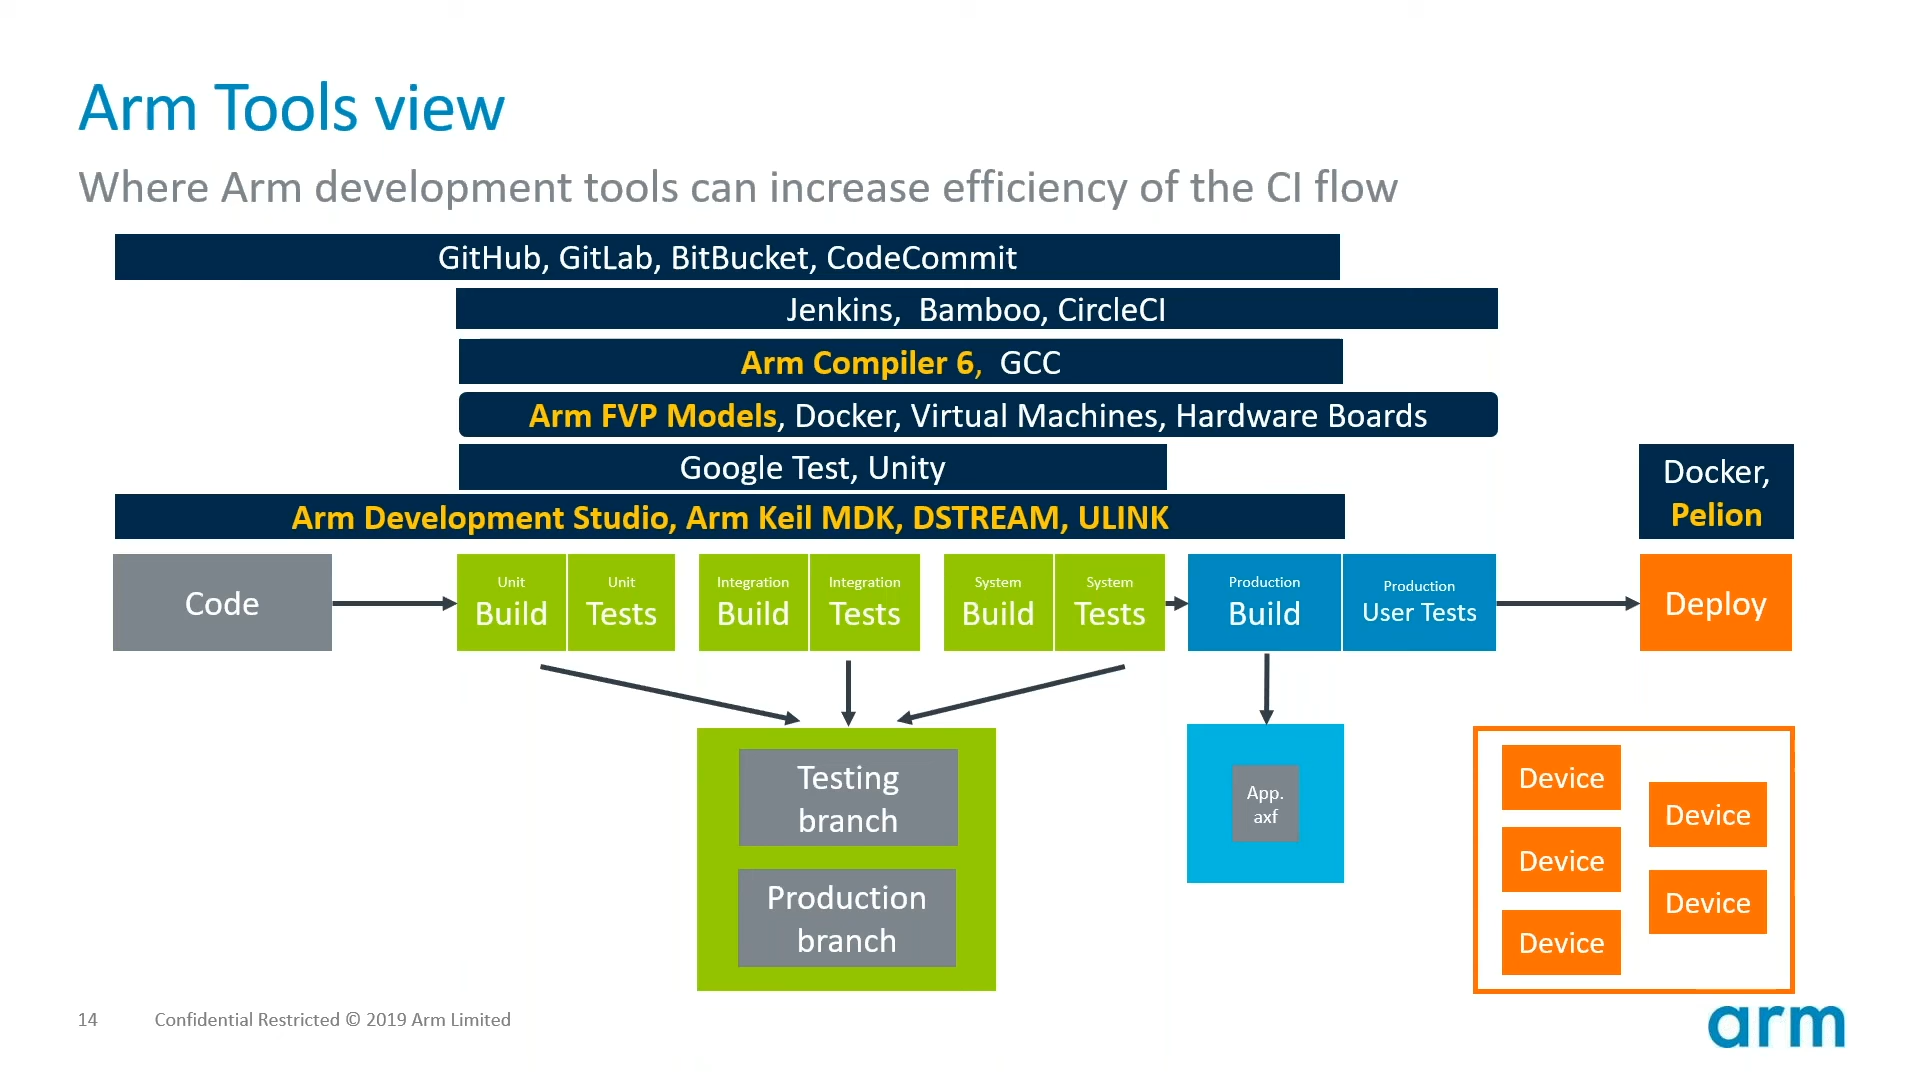 Arm Tools view
Where Arm development tools can increase efficiency of the CI flow
GitHub, GitLab, BitBucket, CodeCommit
Jenkins,  Bamboo, CircleCI
Arm Compiler 6,  GCC
Arm FVP Models, Docker, Virtual Machines, Hardware Boards
Google Test, Unity
Arm Development Studio, Arm Keil MDK, DSTREAM, ULINK
Docker,
Pelion
Code
Unit
Build
Unit
Tests
Integration
Build
Integration
Tests
System
Build
System
Tests
Production
Build
Production
User Tests
Deploy
Testing
branch
Production
branch
App.
axf
Device
Device
Device
Device
Device
14
Confidential Restricted © 2019 Arm Limited
arm